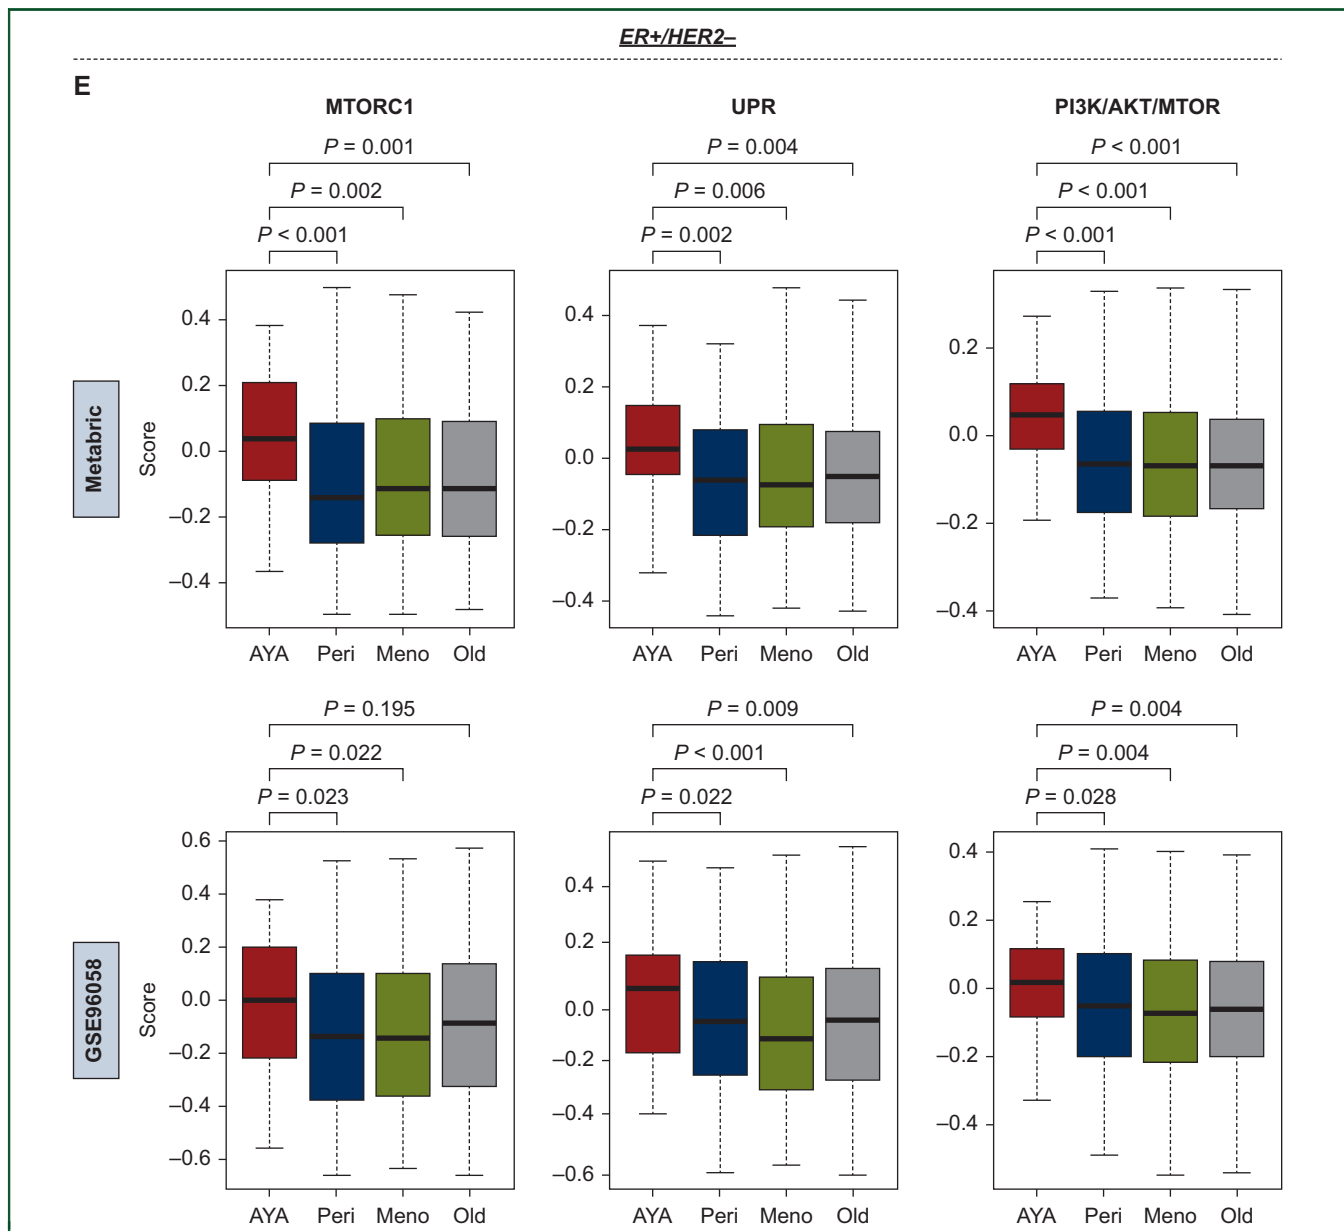 ER+/HER2–
E
MTORC1 UPR PI3K/AKT/MTOR
P = 0.001 P = 0.004 P < 0.001
P = 0.002 P = 0.006 P < 0.001
P < 0.001 P = 0.002 P < 0.001
Metabric
Score
0.4
0.2
0.0
–0.2
–0.4
AYA Peri Meno Old
0.4
0.2
0.0
–0.2
–0.4
AYA Peri Meno Old
0.2
0.0
–0.2
–0.4
AYA Peri Meno Old
P = 0.195 P = 0.009 P = 0.004
P = 0.022 P < 0.001 P = 0.004
P = 0.023 P = 0.022 P = 0.028
GSE96058
Score
0.6
0.4
0.2
0.0
–0.2
–0.4
–0.6
AYA Peri Meno Old
0.4
0.2
0.0
–0.2
–0.4
–0.6
AYA Peri Meno Old
0.4
0.2
0.0
–0.2
–0.4
AYA Peri Meno Old